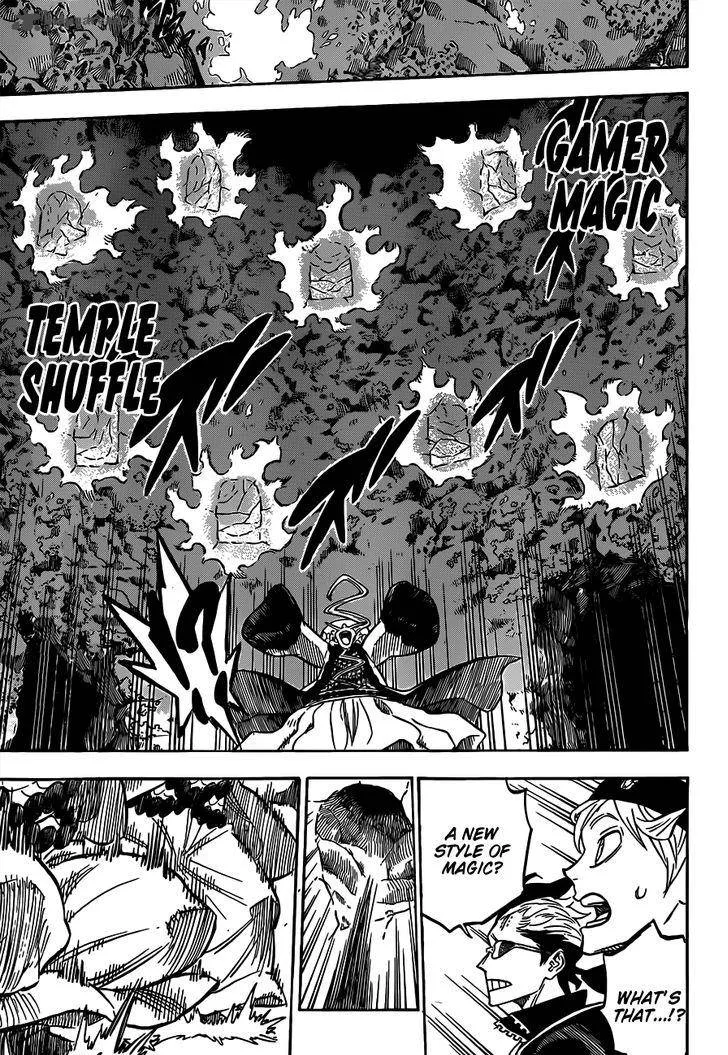 GAMER
MAGIC
TEMPLE
SHUFFLE
A NEW
STYLE OF
MAGIC?
WHAT'S
THAT...!?